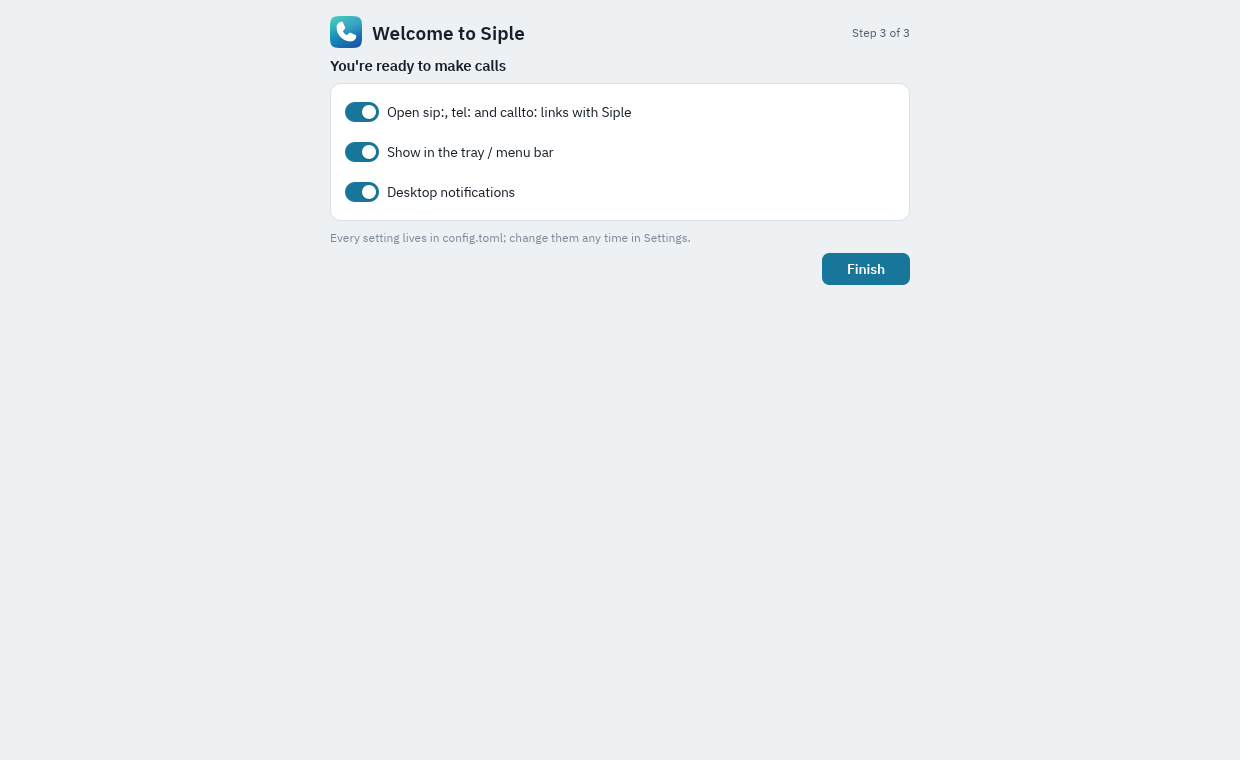 Welcome to Siple
Step 3 of 3
You're ready to make calls
Open sip:, tel: and callto: links with Siple
Show in the tray / menu bar
Desktop notifications
Every setting lives in config.toml; change them any time in Settings.
Finish